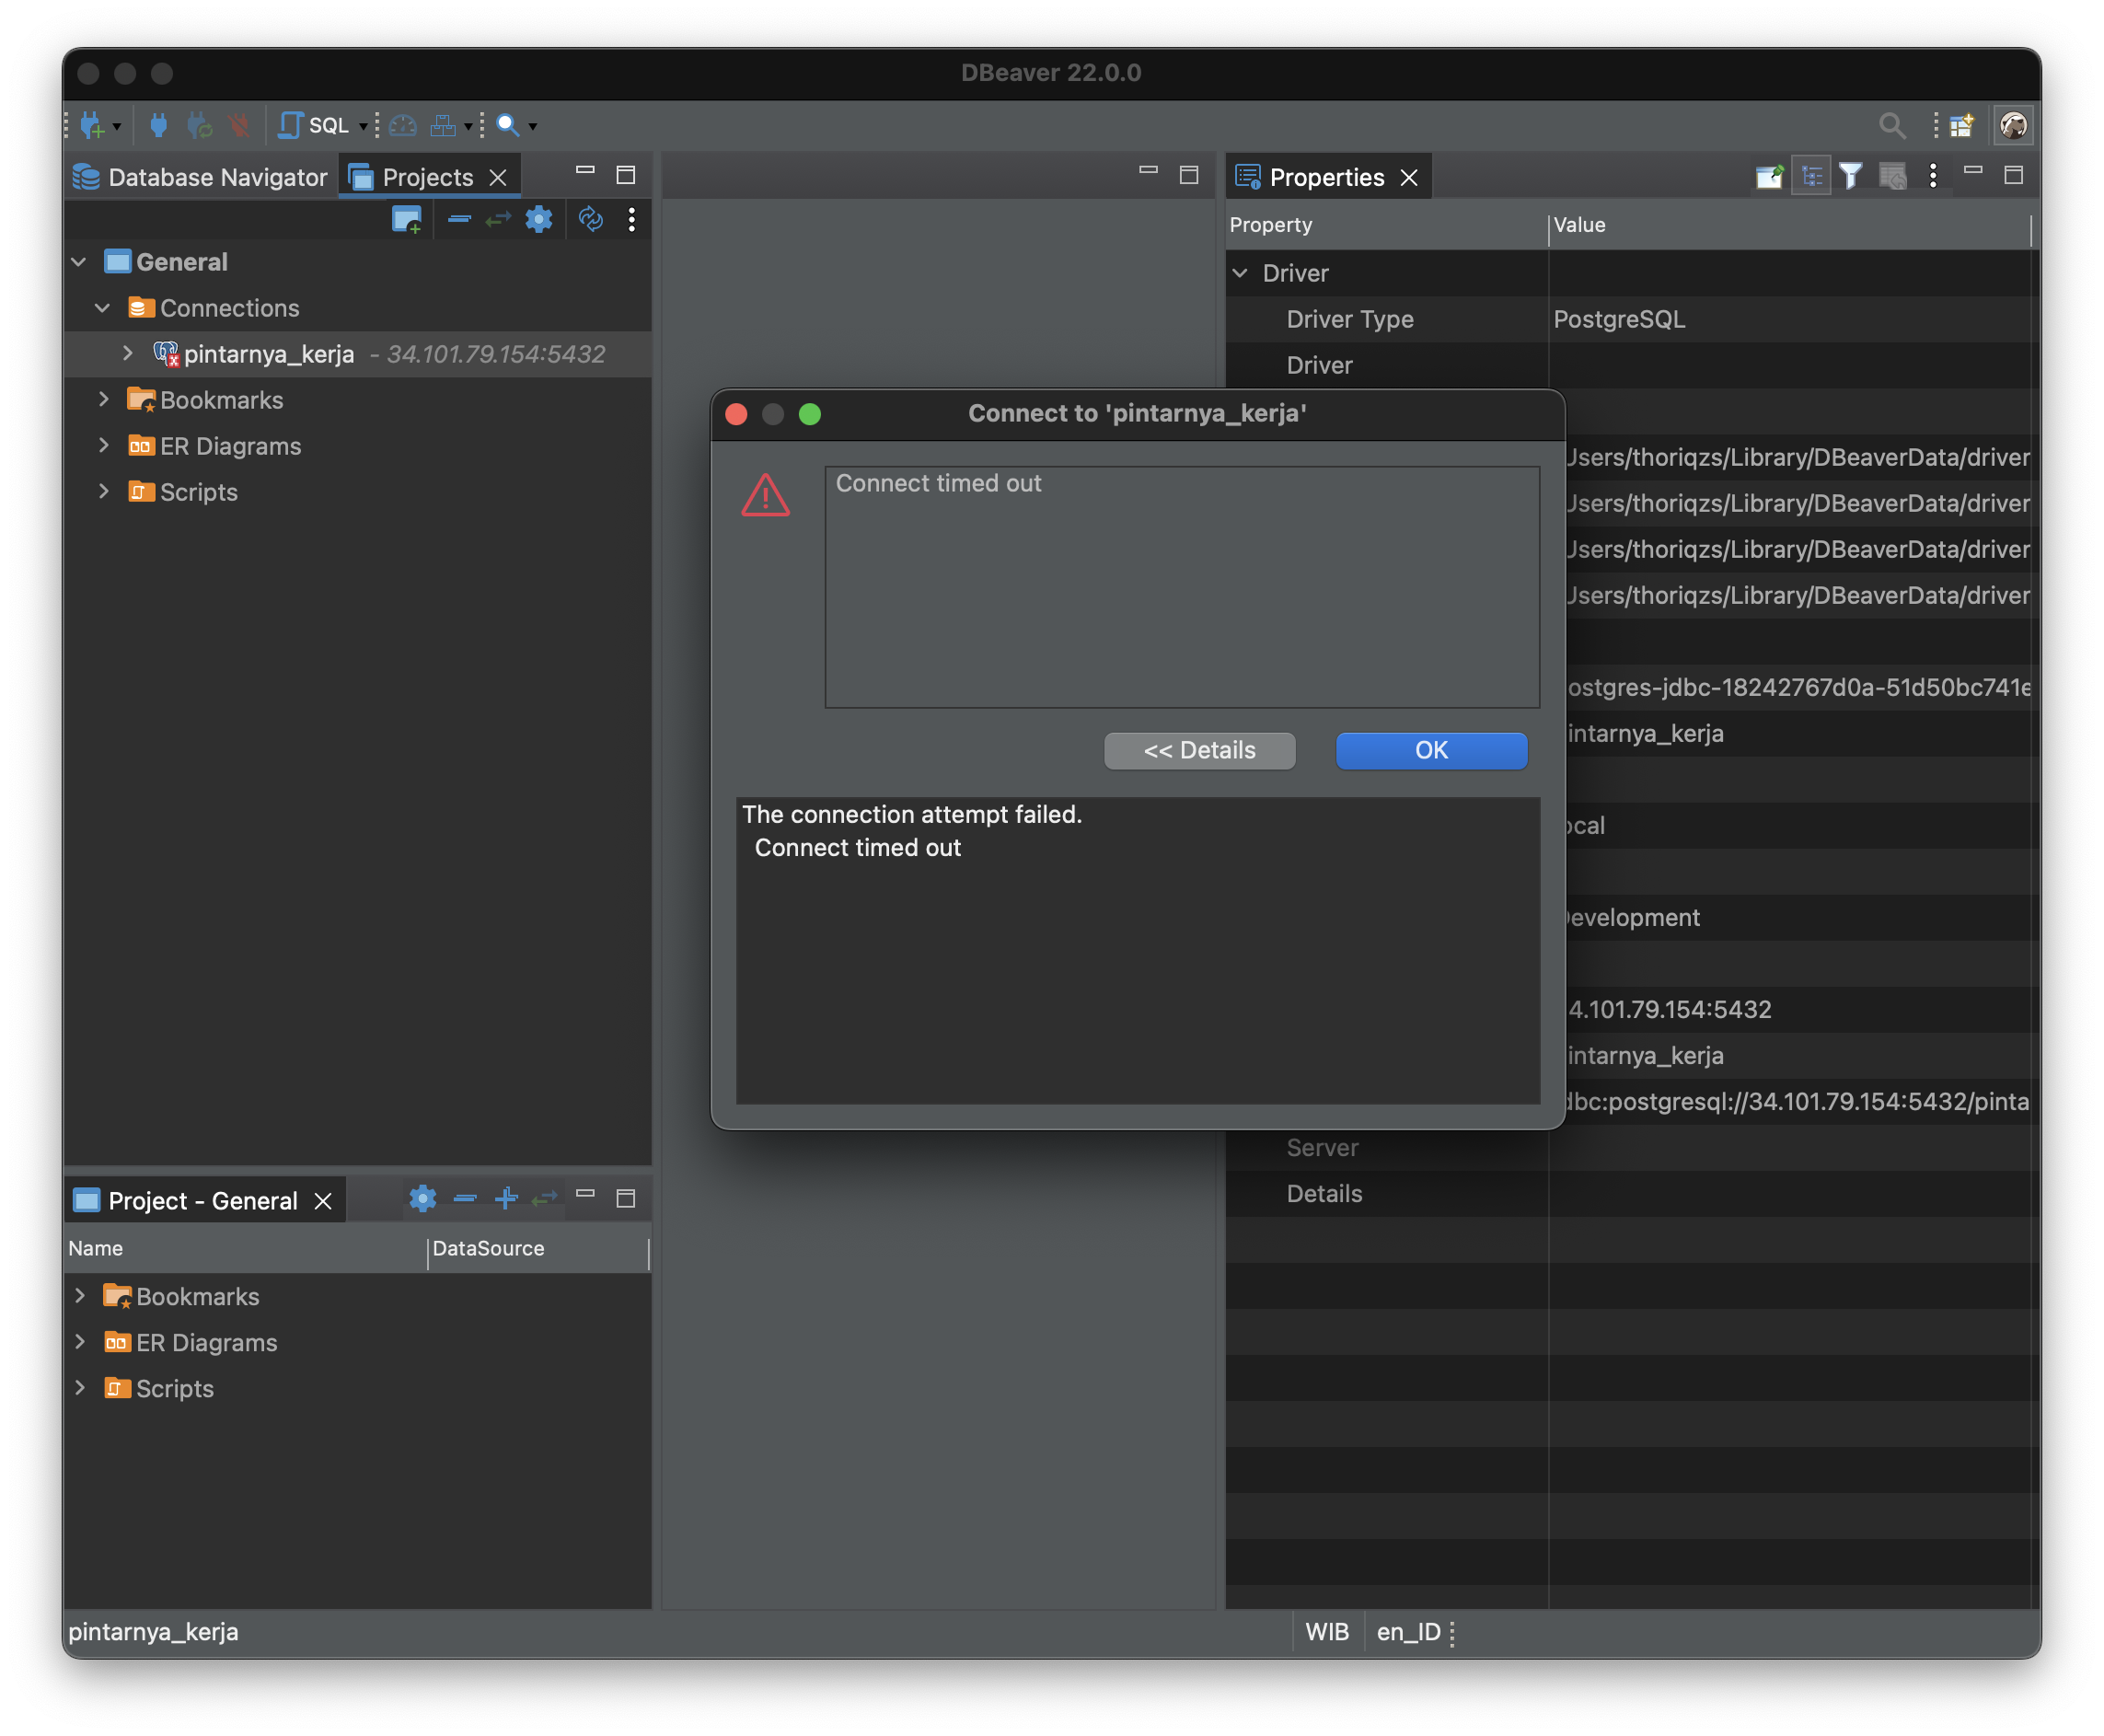 DBeaver 22.0.0
SQL
Database Navigator
Projects
General
Connections
pintarnya_kerja - 34.101.79.154:5432
Bookmarks
ER Diagrams
Scripts
Properties
Property Value
Driver
Driver Type PostgreSQL
Driver
Users/thoriqzs/Library/DBeaverData/driver
Users/thoriqzs/Library/DBeaverData/driver
Users/thoriqzs/Library/DBeaverData/driver
Users/thoriqzs/Library/DBeaverData/driver
ostgres-jdbc-18242767d0a-51d50bc741e
intarnya_kerja
ocal
evelopment
4.101.79.154:5432
intarnya_kerja
dbc:postgresql://34.101.79.154:5432/pinta
Server
Details
Connect to 'pintarnya_kerja'
Connect timed out
<< Details
OK
The connection attempt failed.
Connect timed out
Project - General
Name DataSource
Bookmarks
ER Diagrams
Scripts
pintarnya_kerja
WIB en_ID